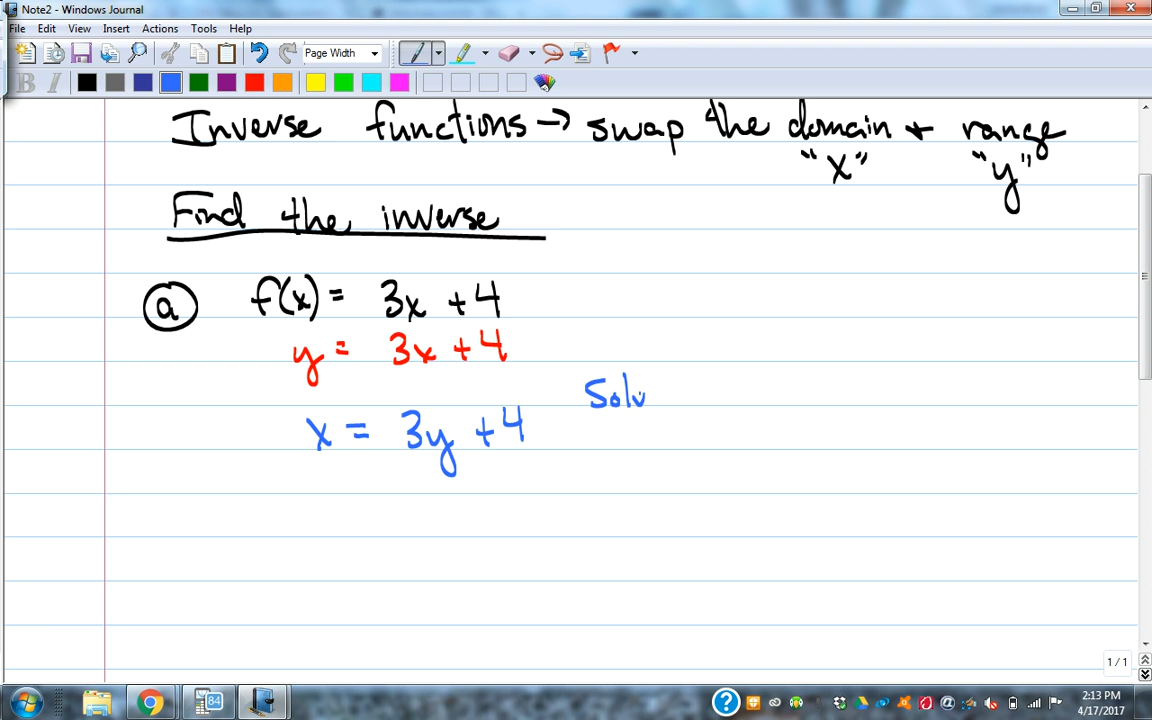 Note2 - Windows Journal
File Edit View Insert Actions Tools Help
Page Width
B I
Inverse functions → swap the domain + range
"x" "y"
Find the inverse
a f(x) = 3x + 4
y = 3x + 4
Solv
x = 3y + 4
1 / 1
84
2:13 PM
4/17/2017